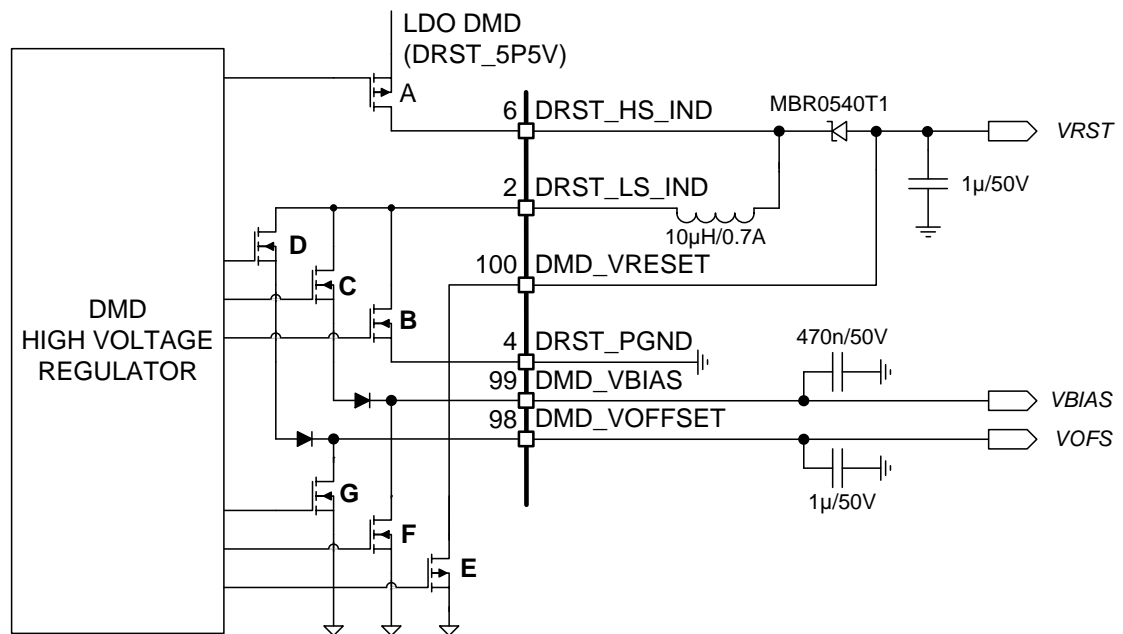 LDO DMD
(DRST_5P5V)
A
6 DRST_HS_IND
MBR0540T1
VRST
1µ/50V
2 DRST_LS_IND
10µH/0.7A
D
C
B
100 DMD_VRESET
DMD
HIGH VOLTAGE
REGULATOR
4 DRST_PGND
470n/50V
99 DMD_VBIAS
VBIAS
98 DMD_VOFFSET
VOFS
1µ/50V
G
F
E